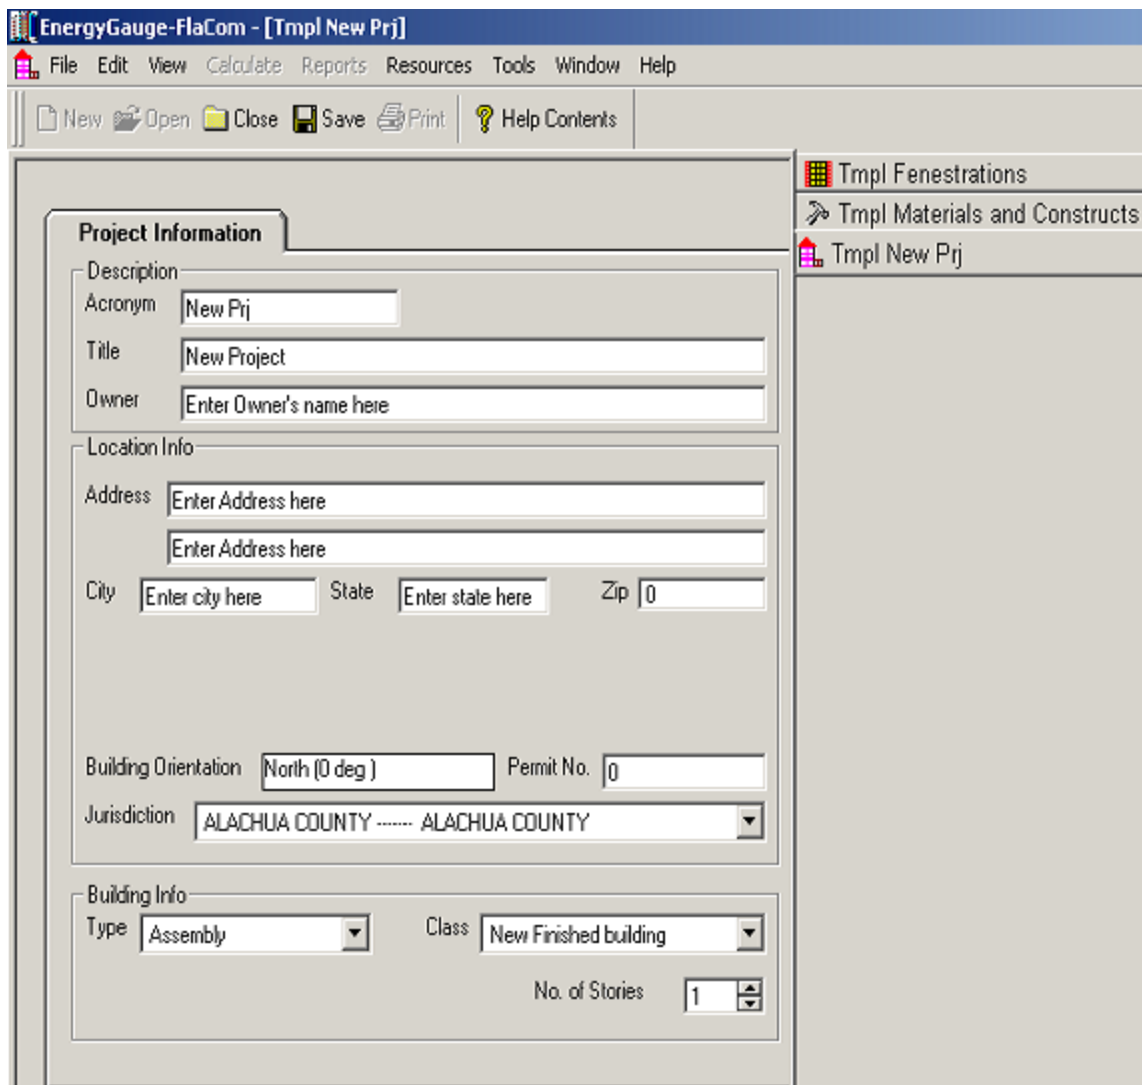 EnergyGauge-FlaCom - [Tmpl New Prj]
File Edit View Calculate Reports Resources Tools Window Help
New Open Close Save Print Help Contents
Tmpl Fenestrations
Tmpl Materials and Constructs
Tmpl New Prj
Project Information
Description
Acronym New Prj
Title New Project
Owner Enter Owner's name here
Location Info
Address Enter Address here
Enter Address here
City Enter city here State Enter state here Zip 0
Building Orientation North (0 deg ) Permit No. 0
Jurisdiction ALACHUA COUNTY ------- ALACHUA COUNTY
Building Info
Type Assembly Class New Finished building
No. of Stories 1